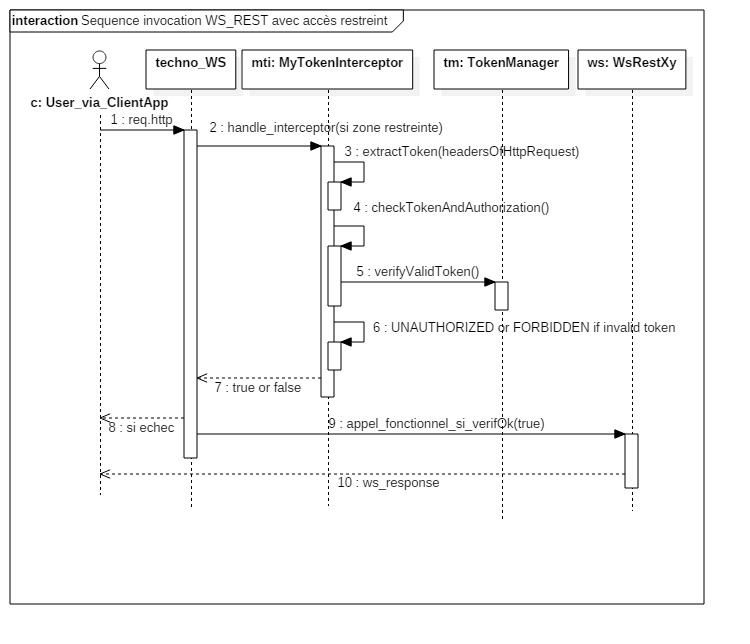 interaction Sequence invocation WS_REST avec accès restreint
techno_WS
mti: MyTokenInterceptor
tm: TokenManager
ws: WsRestXy
c: User_via_ClientApp
1 : req.http
2 : handle_interceptor(si zone restreinte)
3 : extractToken(headersOfHttpRequest)
4 : checkTokenAndAuthorization()
5 : verifyValidToken()
6 : UNAUTHORIZED or FORBIDDEN if invalid token
7 : true or false
8 : si echec
9 : appel_fonctionnel_si_verifOk(true)
10 : ws_response